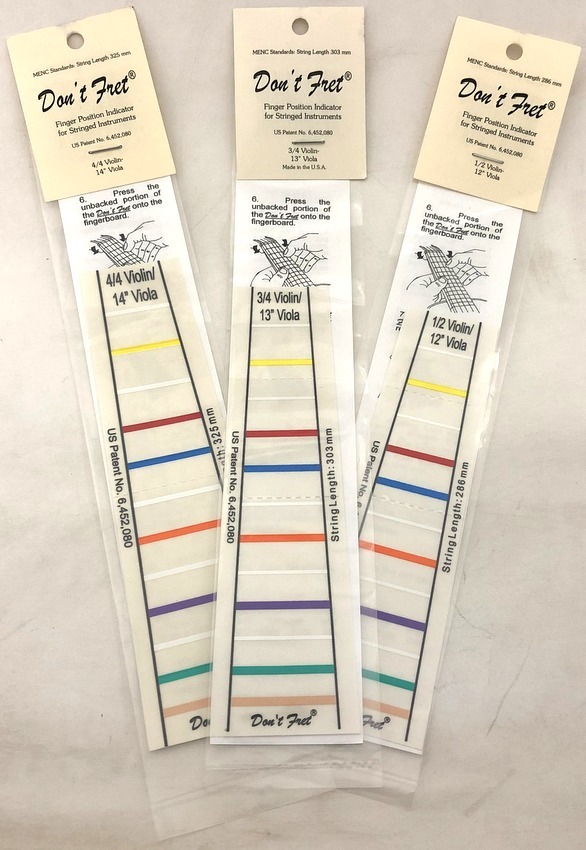 MENC Standards: String Length 325 mm
Don't Fret®
Finger Position Indicator
for Stringed Instruments
US Patent No. 6,452,080
4/4 Violin-
14" Viola
6. Press the
unbacked portion of
the Don't Fret onto the
fingerboard.
4/4 Violin/
14" Viola
US Patent No. 6,452,080
325 mm
MENC Standards: String Length 303 mm
Don't Fret®
Finger Position Indicator
for Stringed Instruments
US Patent No. 6,452,080
3/4 Violin-
13" Viola
Made in the U.S.A.
6. Press the
unbacked portion of
the Don't Fret onto the
fingerboard.
3/4 Violin/
13" Viola
US Patent No. 6,452,080
String Length: 303 mm
Don't Fret®
MENC Standards: String Length 286 mm
Don't Fret®
Finger Position Indicator
for Stringed Instruments
US Patent No. 6,452,080
1/2 Violin-
12" Viola
6. Press the
unbacked portion of
the Don't Fret onto the
fingerboard.
1/2 Violin/
12" Viola
US Patent No.
String Length: 286 mm
Fret®